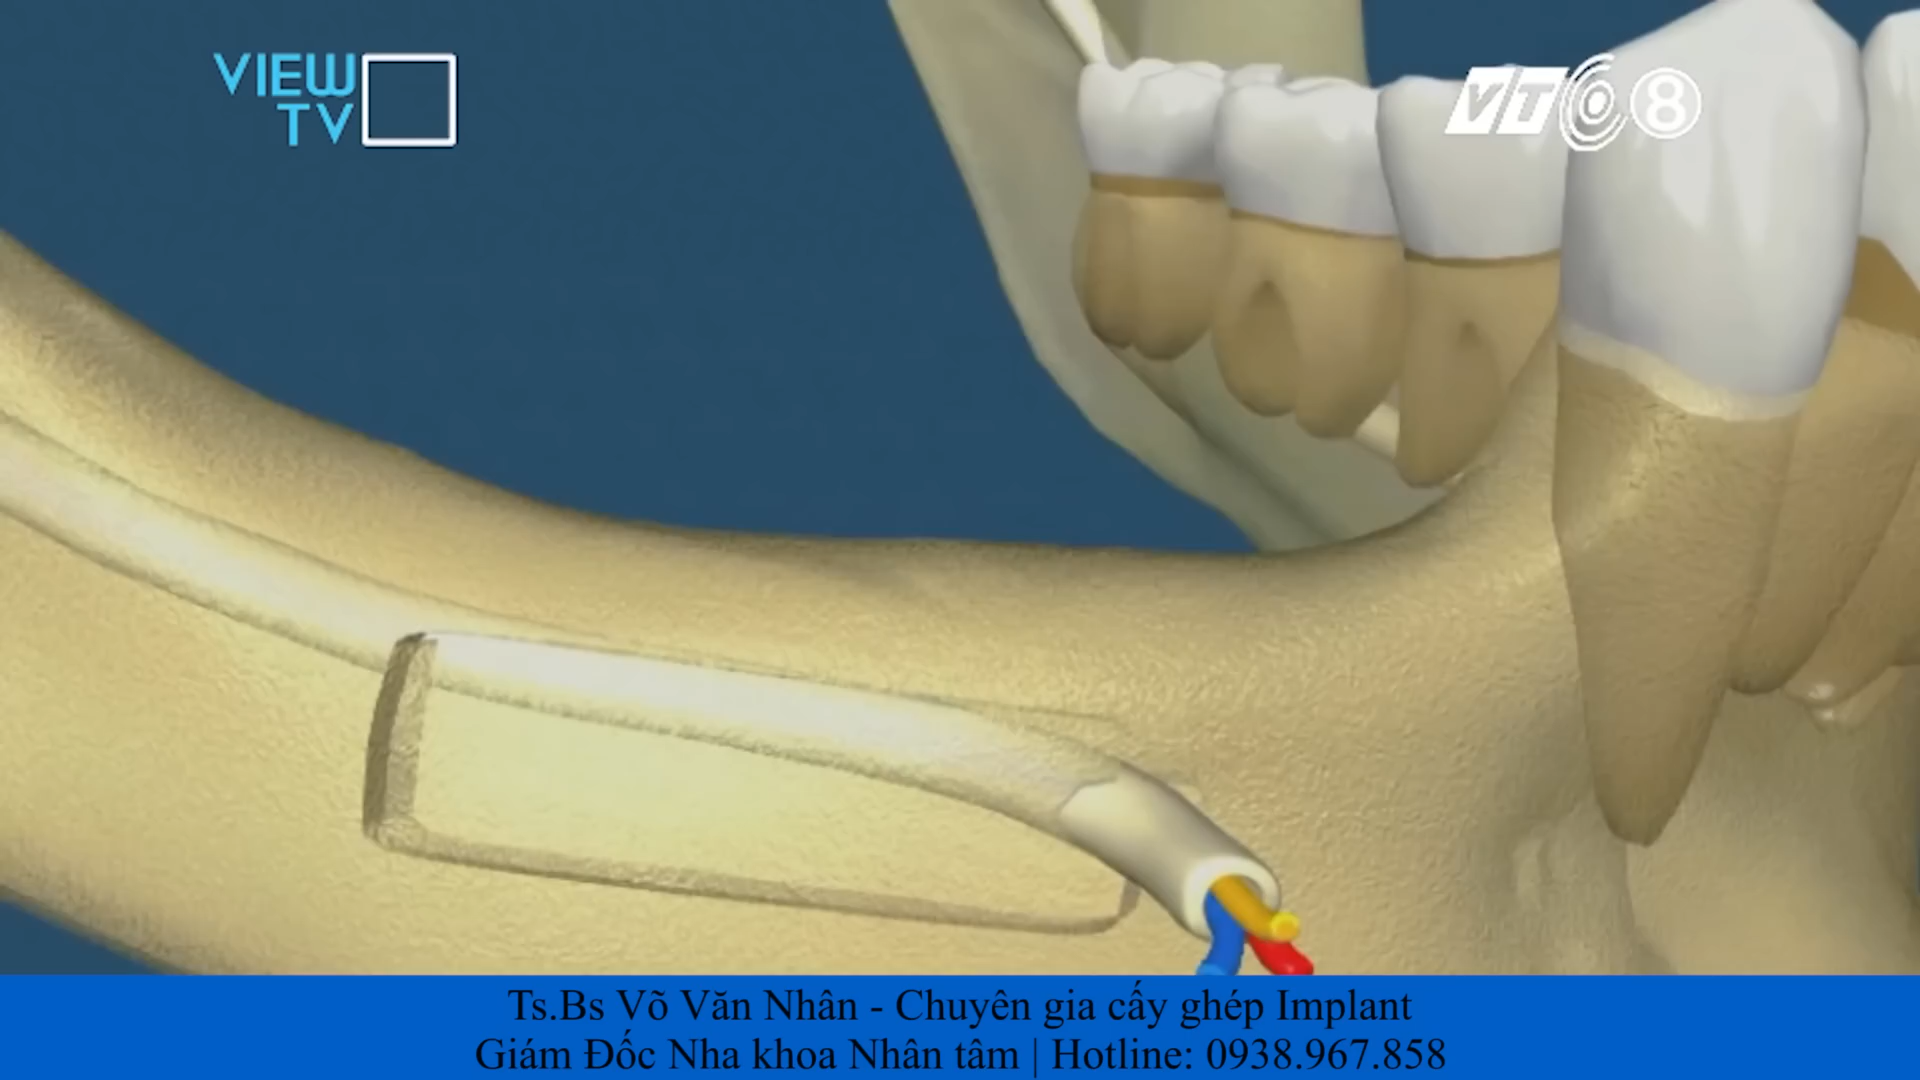 VIEW
TV
VTC8
Ts.Bs Võ Văn Nhân - Chuyên gia cấy ghép Implant
Giám Đốc Nha khoa Nhân tâm | Hotline: 0938.967.858